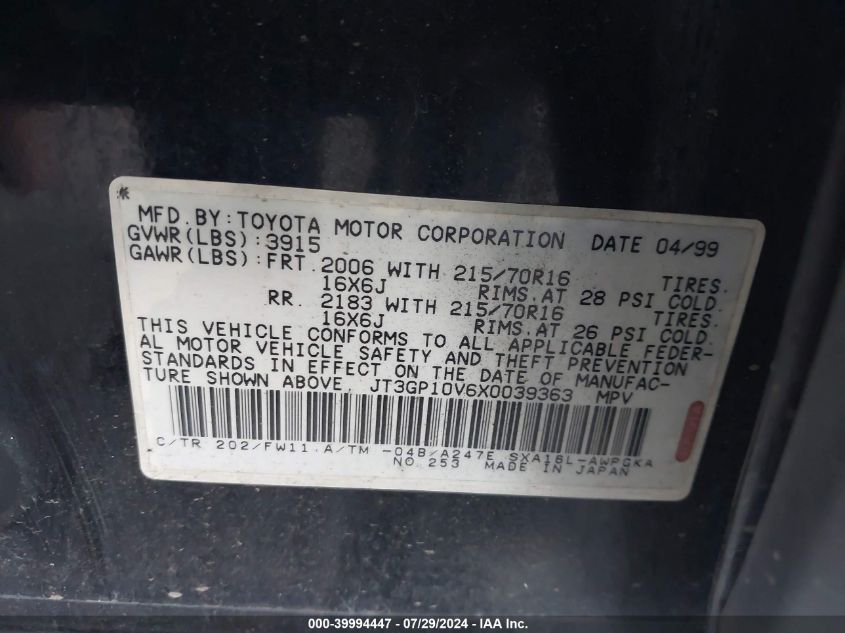 MFD.BY:TOYOTA MOTOR CORPORATION DATE 04/99
GVWR(LBS):3915
GAWR(LBS):FRT.2006 WITH 215/70R16 TIRES.
16X6J RIMS.AT 28 PSI COLD.
RR. 2183 WITH 215/70R16 TIRES.
16X6J RIMS.AT 26 PSI COLD.
THIS VEHICLE CONFORMS TO ALL APPLICABLE FEDER-
AL MOTOR VEHICLE SAFETY AND THEFT PREVENTION
STANDARDS IN EFFECT ON THE DATE OF MANUFAC-
TURE SHOWN ABOVE. JT3GP10V6X0039363 MPV
C/TR 202/FW11 A/TM -04B/A247E SXA16L-AWPGKA
NO.253 MADE IN JAPAN
000-39994447 - 07/29/2024 - IAA Inc.